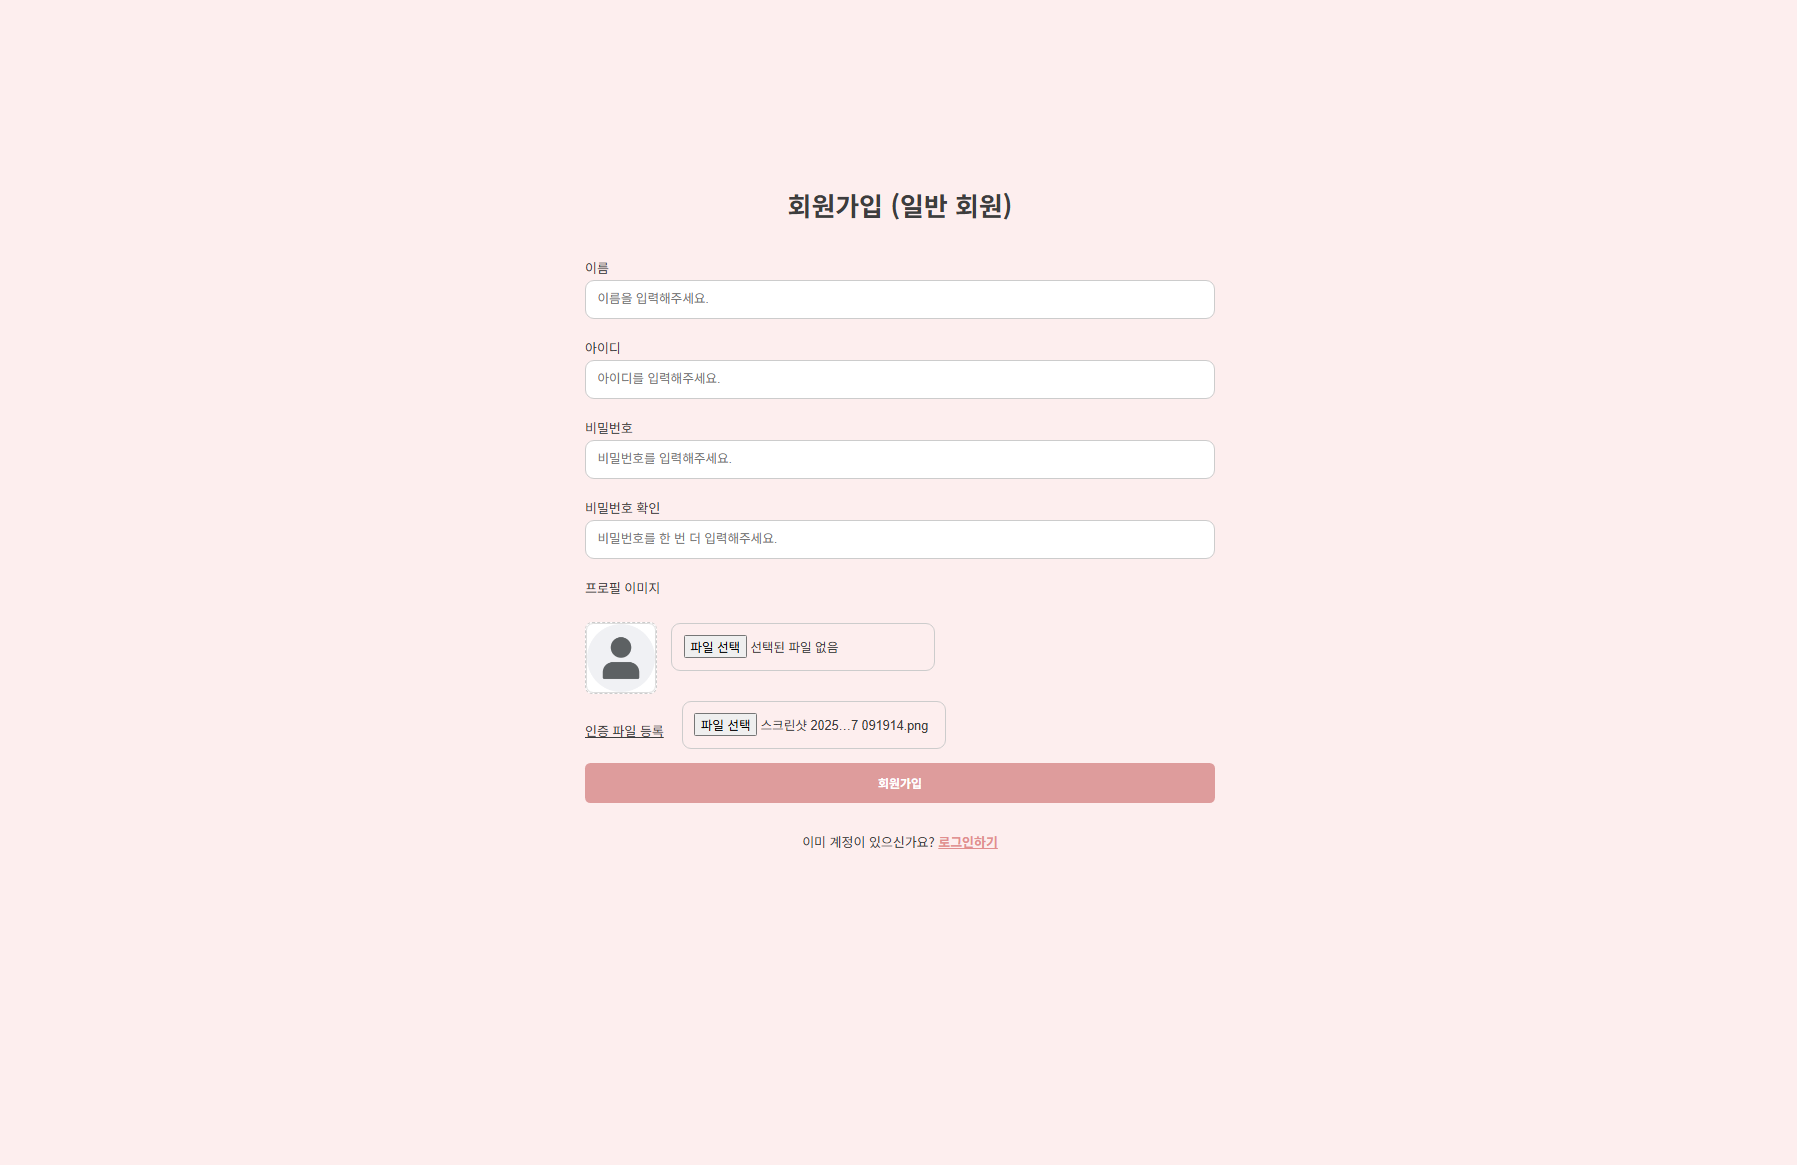 회원가입 (일반 회원)
이름
이름을 입력해주세요.
아이디
아이디를 입력해주세요.
비밀번호
비밀번호를 입력해주세요.
비밀번호 확인
비밀번호를 한 번 더 입력해주세요.
프로필 이미지
파일 선택 선택된 파일 없음
인증 파일 등록 파일 선택 스크린샷 2025...7 091914.png
회원가입
이미 계정이 있으신가요? 로그인하기